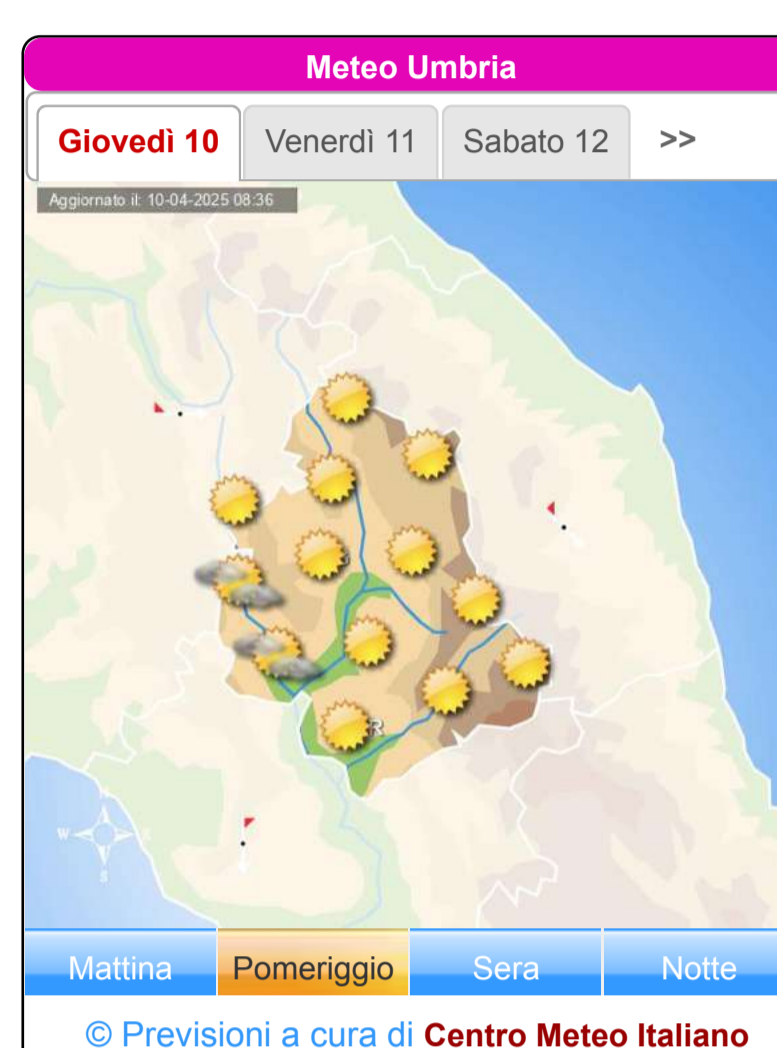 Meteo Umbria
Giovedì 10
Venerdì 11
Sabato 12
>>
Aggiornato il: 10-04-2025 08:36
R
W
S
Mattina
Pomeriggio
Sera
Notte
© Previsioni a cura di Centro Meteo Italiano